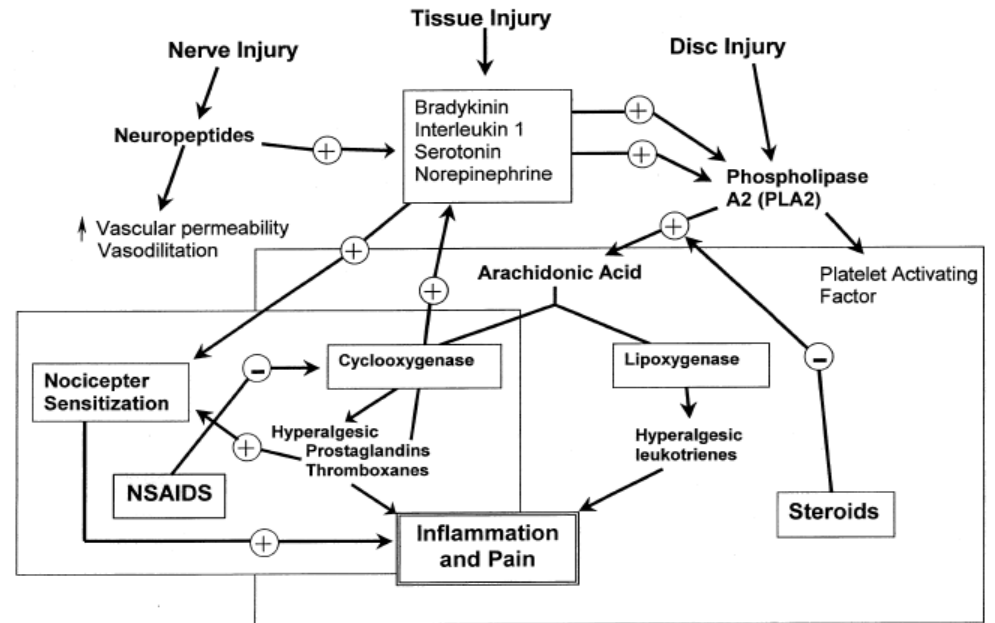 Tissue Injury
Nerve Injury
Disc Injury
Bradykinin
Interleukin 1
Serotonin
Norepinephrine
Neuropeptides
+
+
+
Phospholipase
A2 (PLA2)
Vascular permeability
Vasodilitation
+
+
Arachidonic Acid
Platelet Activating
Factor
+
Cyclooxygenase
Lipoxygenase
−
−
Nocicepter
Sensitization
Hyperalgesic
Prostaglandins
Thromboxanes
+
Hyperalgesic
leukotrienes
NSAIDS
Steroids
Inflammation
and Pain
+